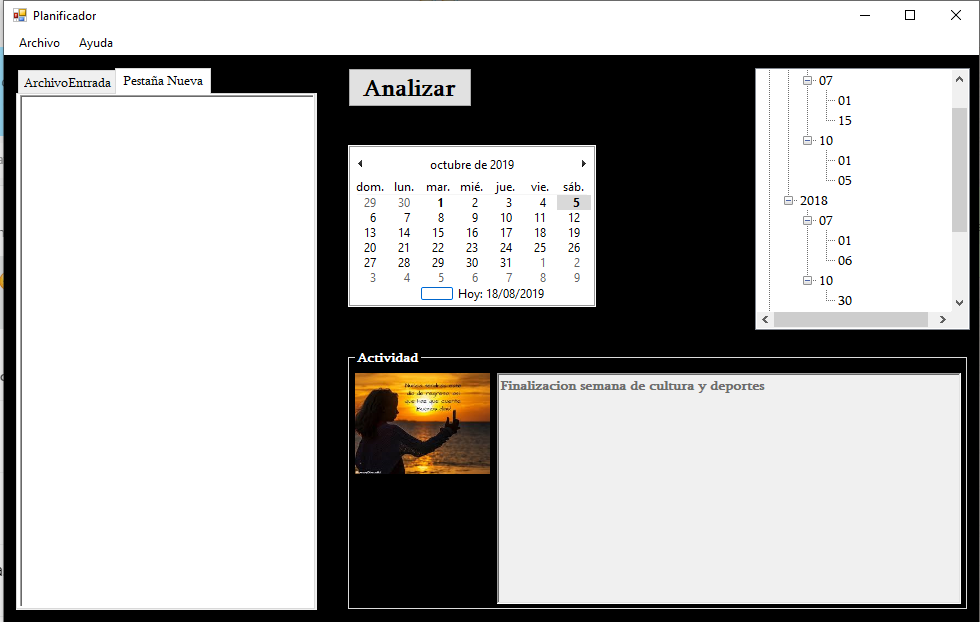 Planificador
Archivo Ayuda
ArchivoEntrada Pestaña Nueva
Analizar
octubre de 2019
dom. lun. mar. mié. jue. vie. sáb.
29 30 1 2 3 4 5
6 7 8 9 10 11 12
13 14 15 16 17 18 19
20 21 22 23 24 25 26
27 28 29 30 31 1 2
3 4 5 6 7 8 9
Hoy: 18/08/2019
07
01
15
10
01
05
2018
07
01
06
10
30
Actividad
Finalizacion semana de cultura y deportes